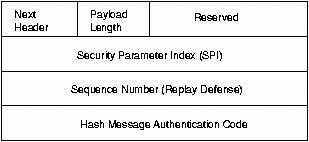 Next Payload Reserved
Header Length
Security Parameter Index (SPI)
Sequence Number (Replay Defense)
Hash Message Authentication Code